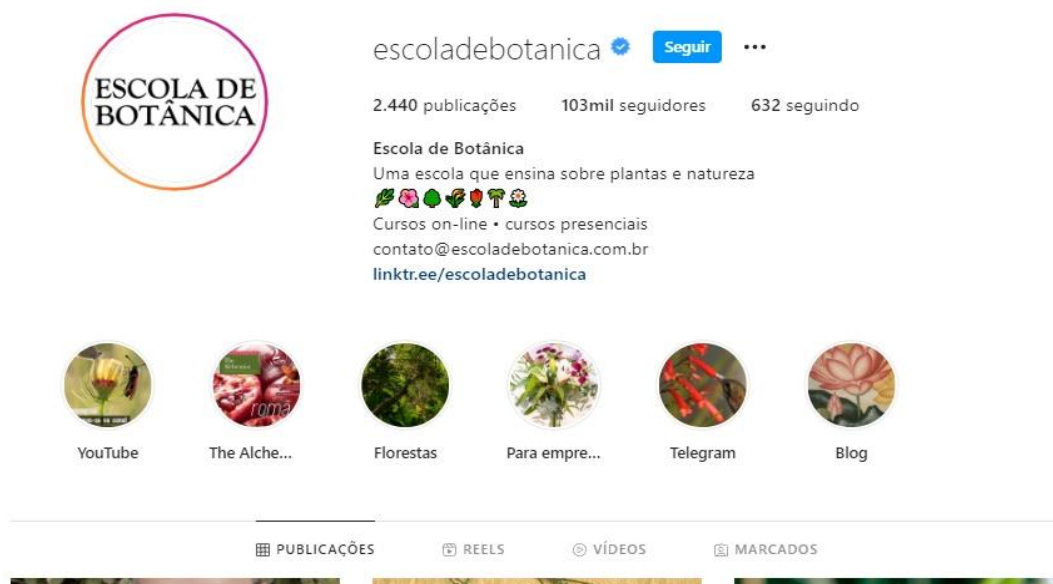 ESCOLA DE
BOTÂNICA
escoladebotanica
Seguir
2.440 publicações 103mil seguidores 632 seguindo
Escola de Botânica
Uma escola que ensina sobre plantas e natureza
Cursos on-line • cursos presenciais
contato@escoladebotanica.com.br
linktr.ee/escoladebotanica
roma
YouTube The Alche... Florestas Para empre... Telegram Blog
PUBLICAÇÕES REELS VÍDEOS MARCADOS